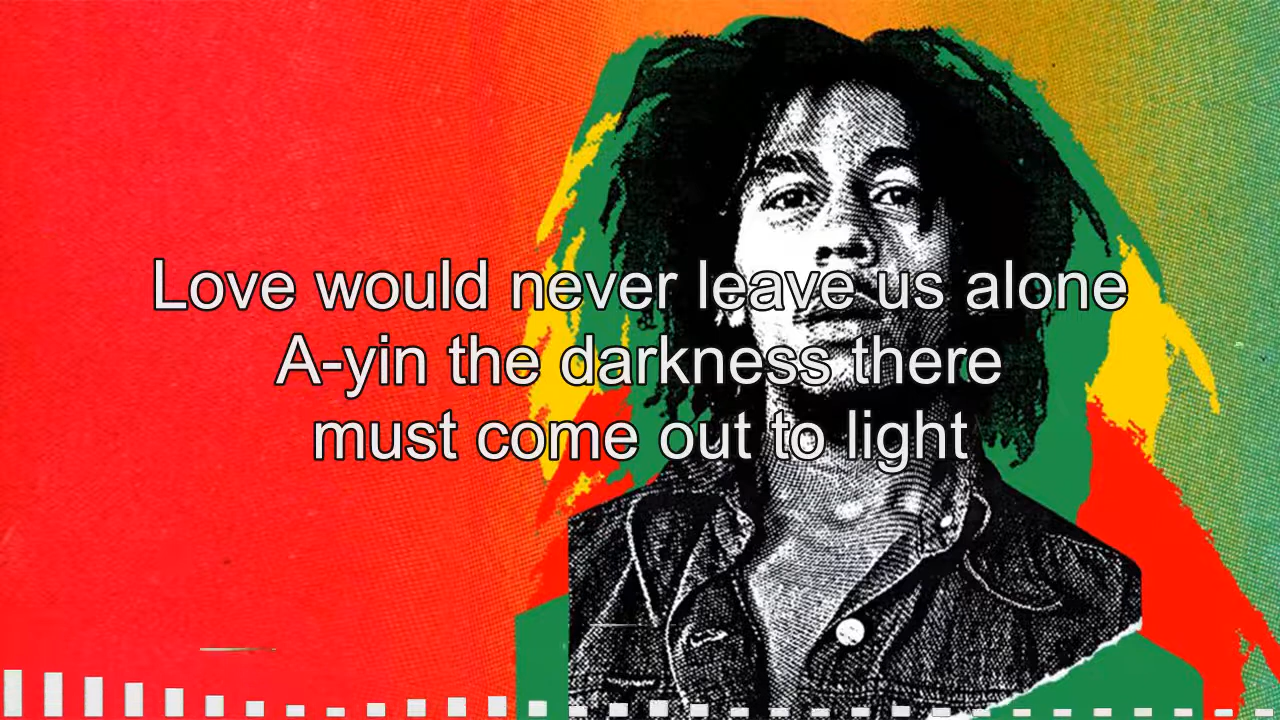 Love would never leave us alone
A-yin the darkness there
must come out to light